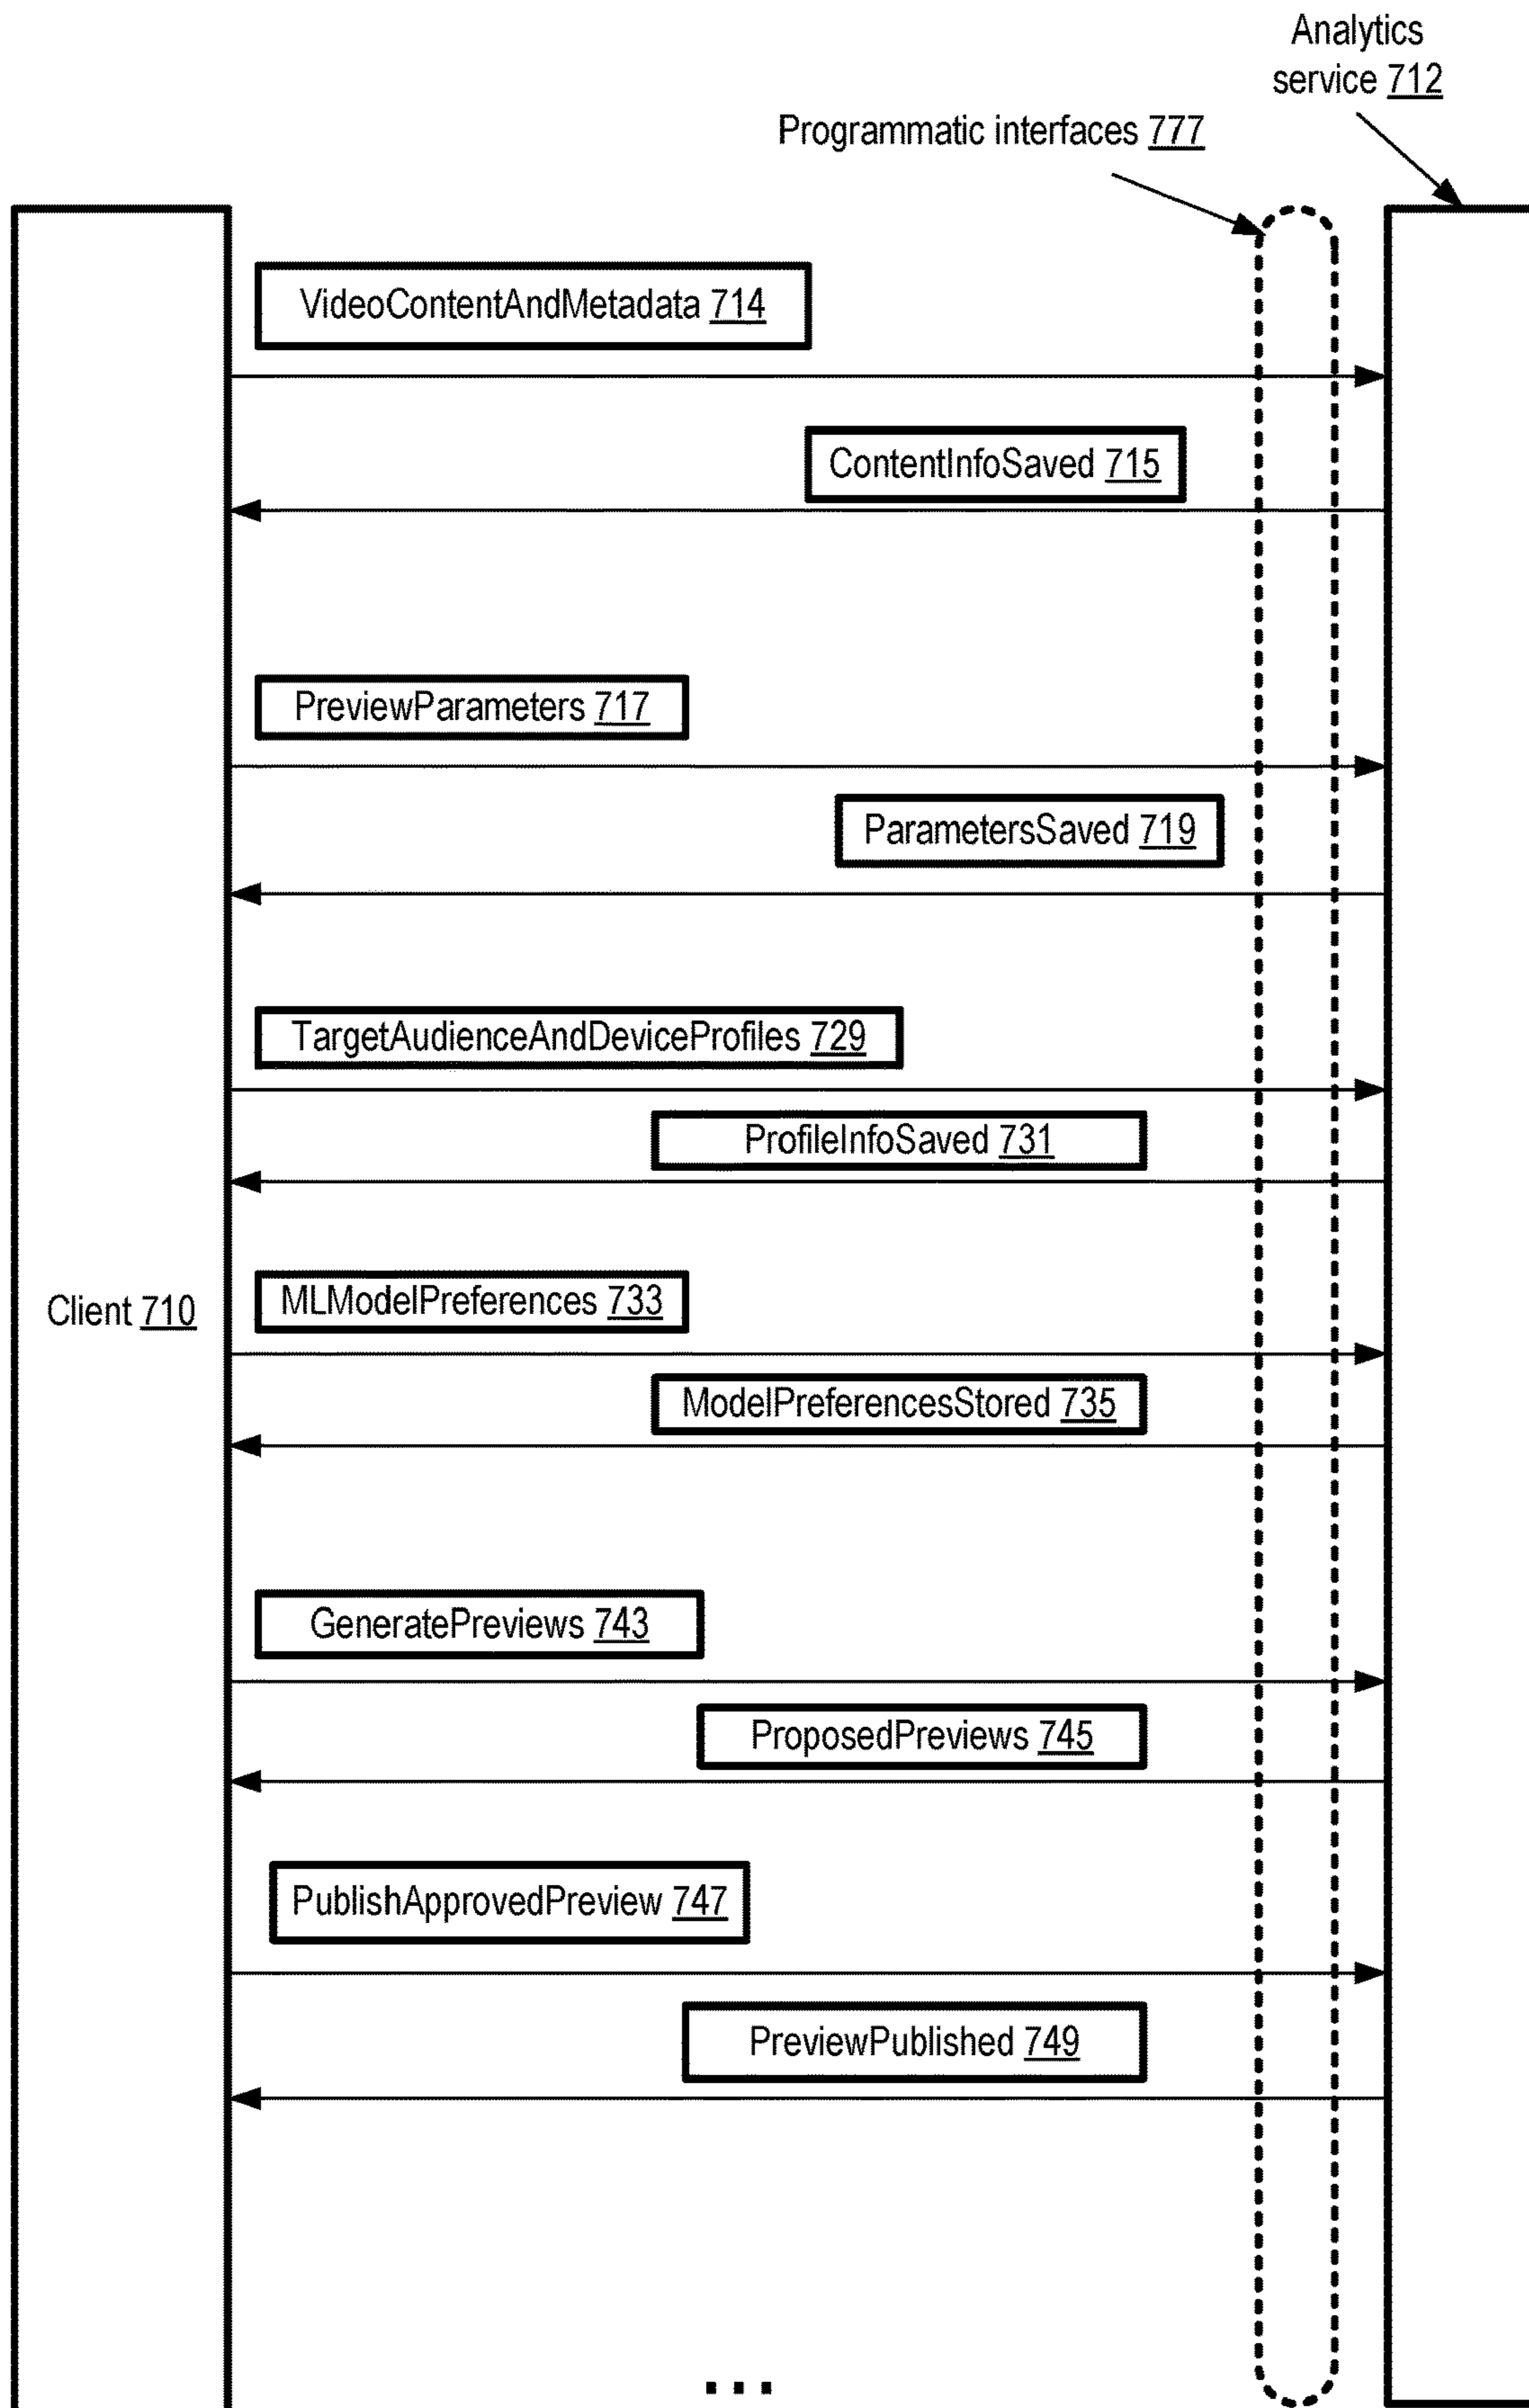 Analytics
service 712
Programmatic interfaces 777
VideoContentAndMetadata 714
ContentInfoSaved 715
PreviewParameters 717
ParametersSaved 719
TargetAudienceAndDeviceProfiles 729
ProfileInfoSaved 731
MLModelPreferences 733
Client 710
ModelPreferencesStored 735
GeneratePreviews 743
ProposedPreviews 745
PublishApprovedPreview 747
PreviewPublished 749
...